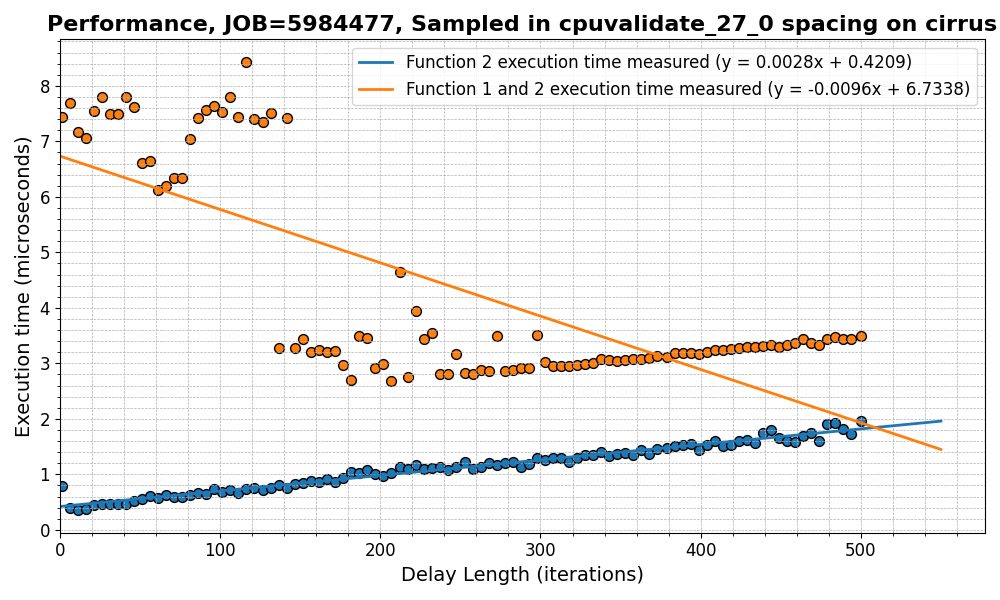 Performance, JOB=5984477, Sampled in cpuvalidate_27_0 spacing on cirrus
Function 2 execution time measured (y = 0.0028x + 0.4209)
Function 1 and 2 execution time measured (y = -0.0096x + 6.7338)
Execution time (microseconds)
8
7
6
5
4
3
2
1
0
0 100 200 300 400 500
Delay Length (iterations)